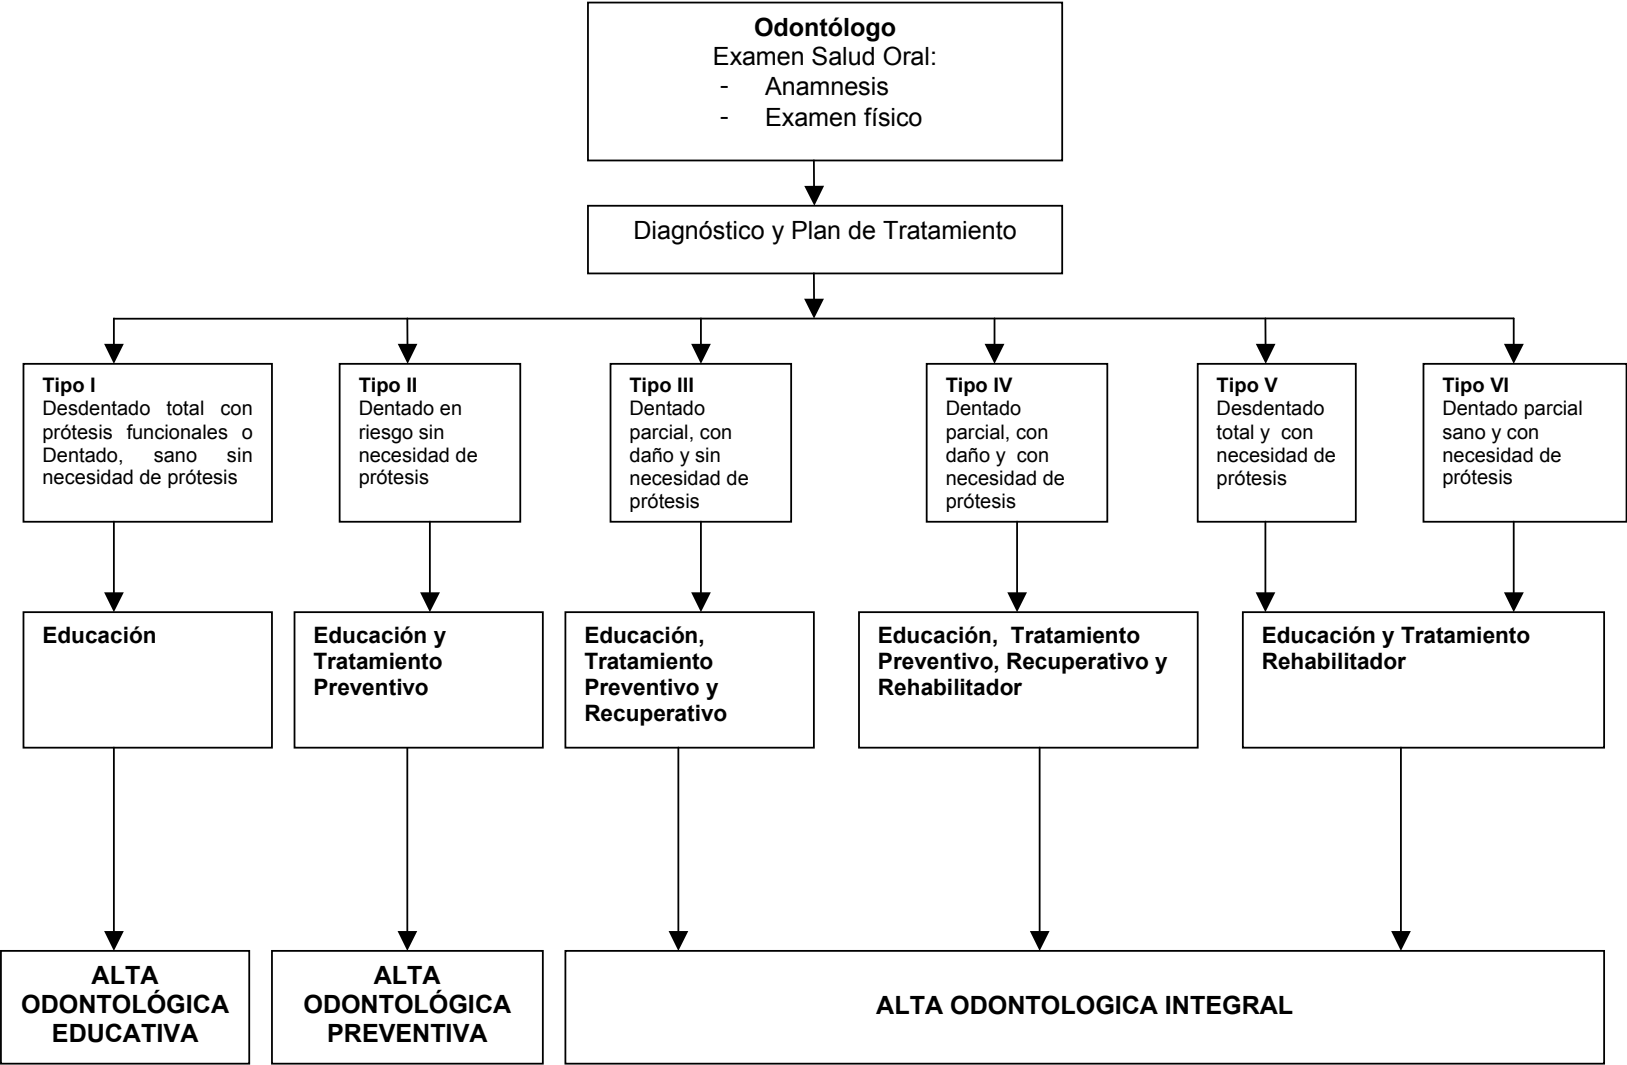 Odontólogo
Examen Salud Oral:
- Anamnesis
- Examen físico
Diagnóstico y Plan de Tratamiento
Tipo I
Desdentado total con
prótesis funcionales o
Dentado, sano sin
necesidad de prótesis
Tipo II
Dentado en
riesgo sin
necesidad de
prótesis
Tipo III
Dentado
parcial, con
daño y sin
necesidad de
prótesis
Tipo IV
Dentado
parcial, con
daño y con
necesidad de
prótesis
Tipo V
Desdentado
total y con
necesidad de
prótesis
Tipo VI
Dentado parcial
sano y con
necesidad de
prótesis
Educación
Educación y
Tratamiento
Preventivo
Educación,
Tratamiento
Preventivo y
Recuperativo
Educación, Tratamiento
Preventivo, Recuperativo y
Rehabilitador
Educación y Tratamiento
Rehabilitador
ALTA
ODONTOLÓGICA
EDUCATIVA
ALTA
ODONTOLÓGICA
PREVENTIVA
ALTA ODONTOLOGICA INTEGRAL